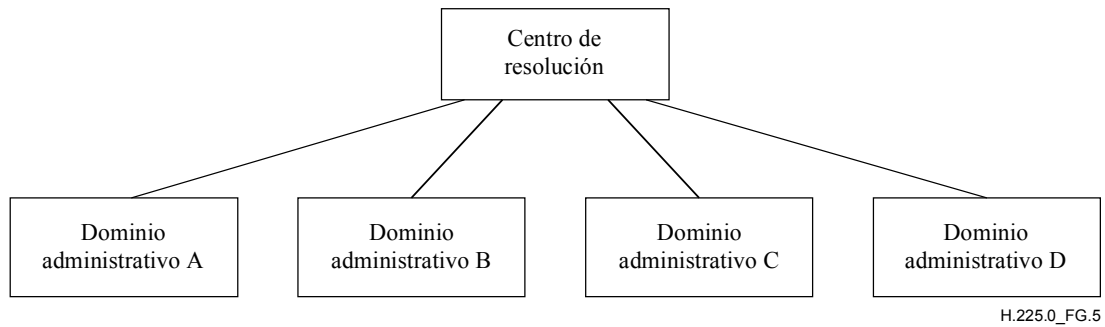 Centro de
resolución
Dominio
administrativo A
Dominio
administrativo B
Dominio
administrativo C
Dominio
administrativo D
H.225.0_FG.5